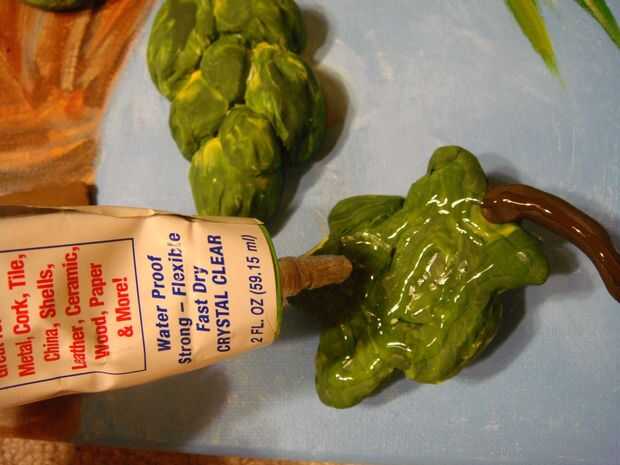 Metal, Cork, Tile,
China, Shells,
Leather, Ceramic,
Wood, Paper
& More!
Water Proof
Strong – Flexible
Fast Dry
CRYSTAL CLEAR
2 FL. OZ (59.15 ml)